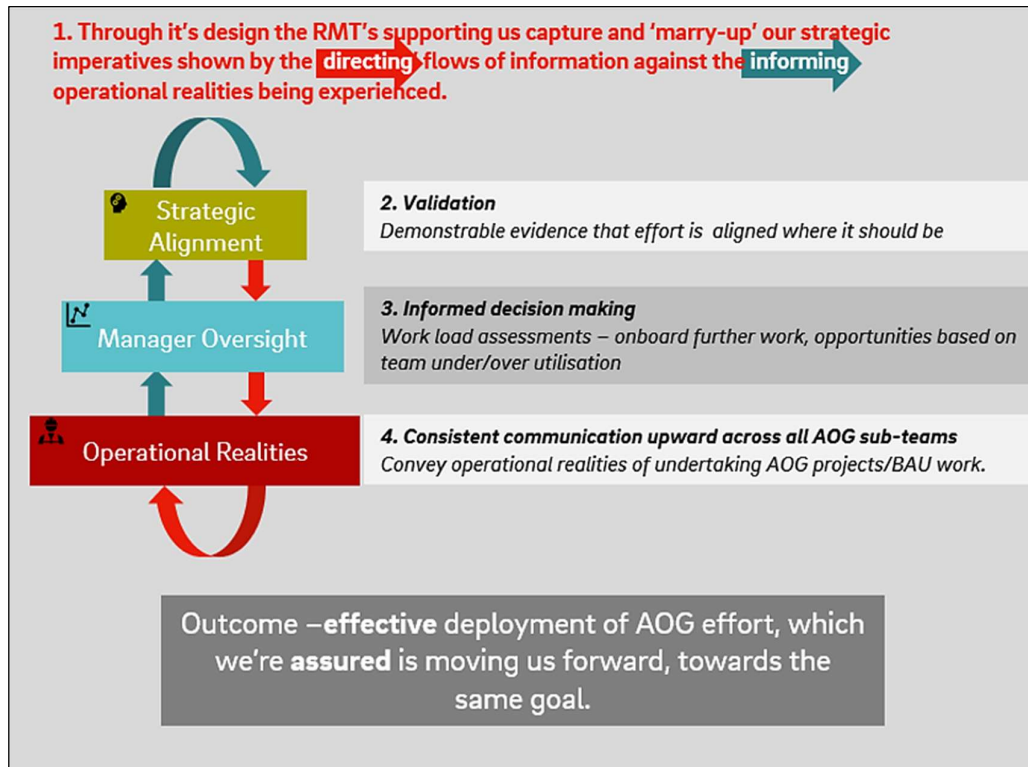 1. Through it's design the RMT's supporting us capture and ‘marry-up’ our strategic
imperatives shown by the directing flows of information against the informing
operational realities being experienced.
Strategic
Alignment
2. Validation
Demonstrable evidence that effort is aligned where it should be
Manager Oversight
3. Informed decision making
Work load assessments – onboard further work, opportunities based on
team under/over utilisation
Operational Realities
4. Consistent communication upward across all AOG sub-teams
Convey operational realities of undertaking AOG projects/BAU work.
Outcome –effective deployment of AOG effort, which
we're assured is moving us forward, towards the
same goal.